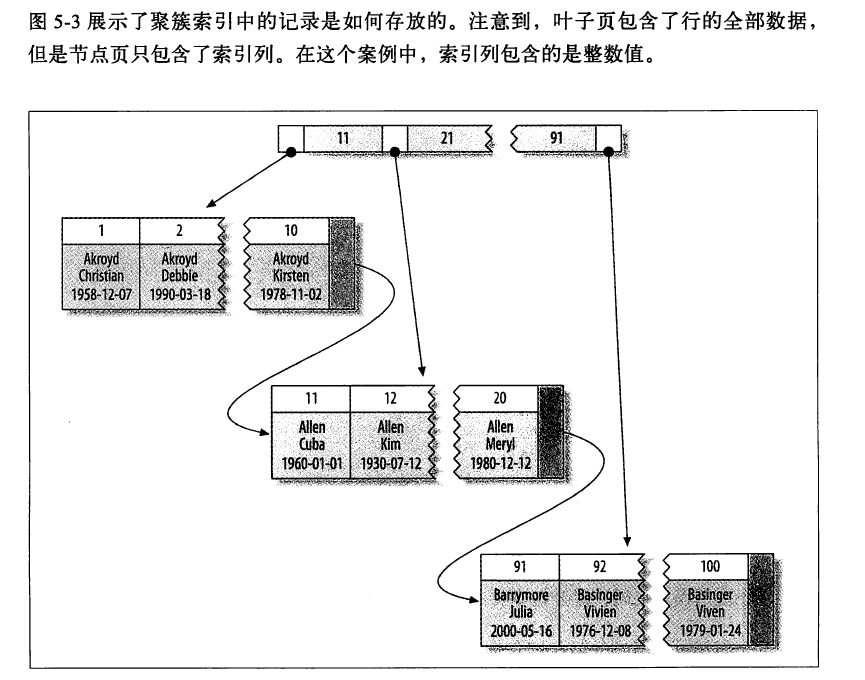 图 5-3 展示了聚簇索引中的记录是如何存放的。注意到，叶子页包含了行的全部数据，
但是节点页只包含了索引列。在这个案例中，索引列包含的是整数值。
11 21 91
1 2 10
Akroyd Akroyd Akroyd
Christian Debbie Kirsten
1958-12-07 1990-03-18 1978-11-02
11 12 20
Allen Allen Allen
Cuba Kim Meryl
1960-01-01 1930-07-12 1980-12-12
91 92 100
Barrymore Basinger Basinger
Julia Vivien Viven
2000-05-16 1976-12-08 1979-01-24